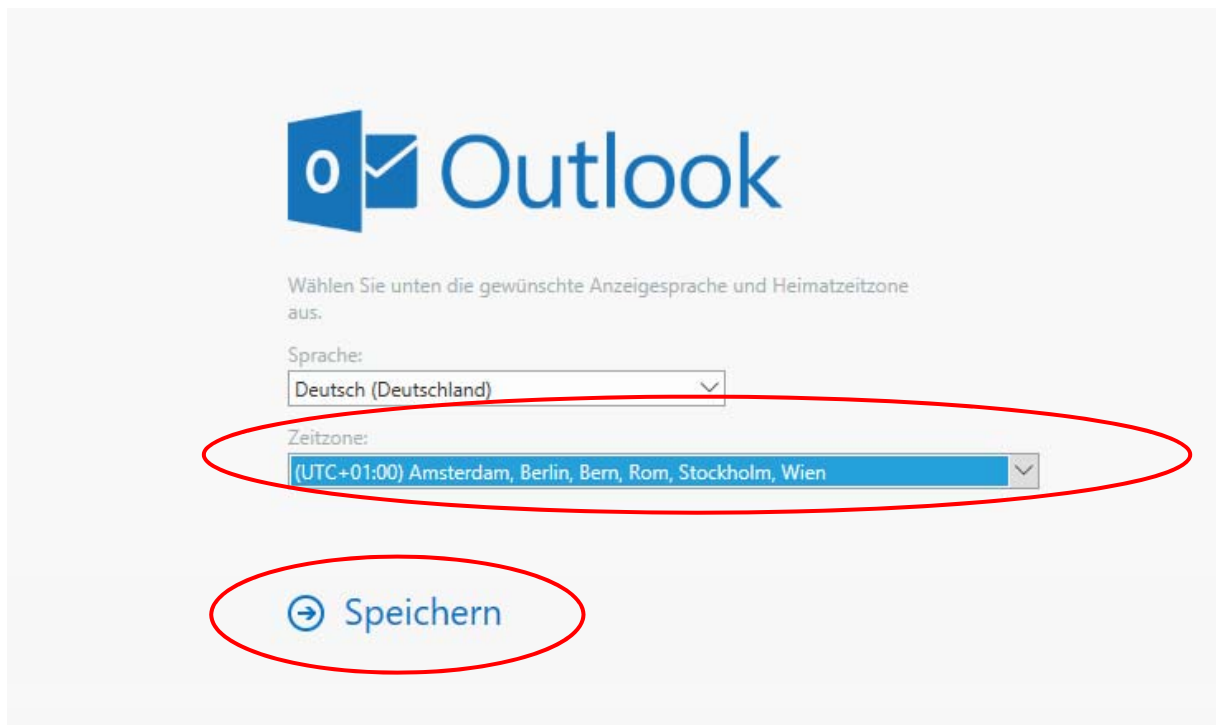 Outlook
Wählen Sie unten die gewünschte Anzeigesprache und Heimatzeitzone
aus.
Sprache:
Deutsch (Deutschland)
Zeitzone:
(UTC+01:00) Amsterdam, Berlin, Bern, Rom, Stockholm, Wien
Speichern